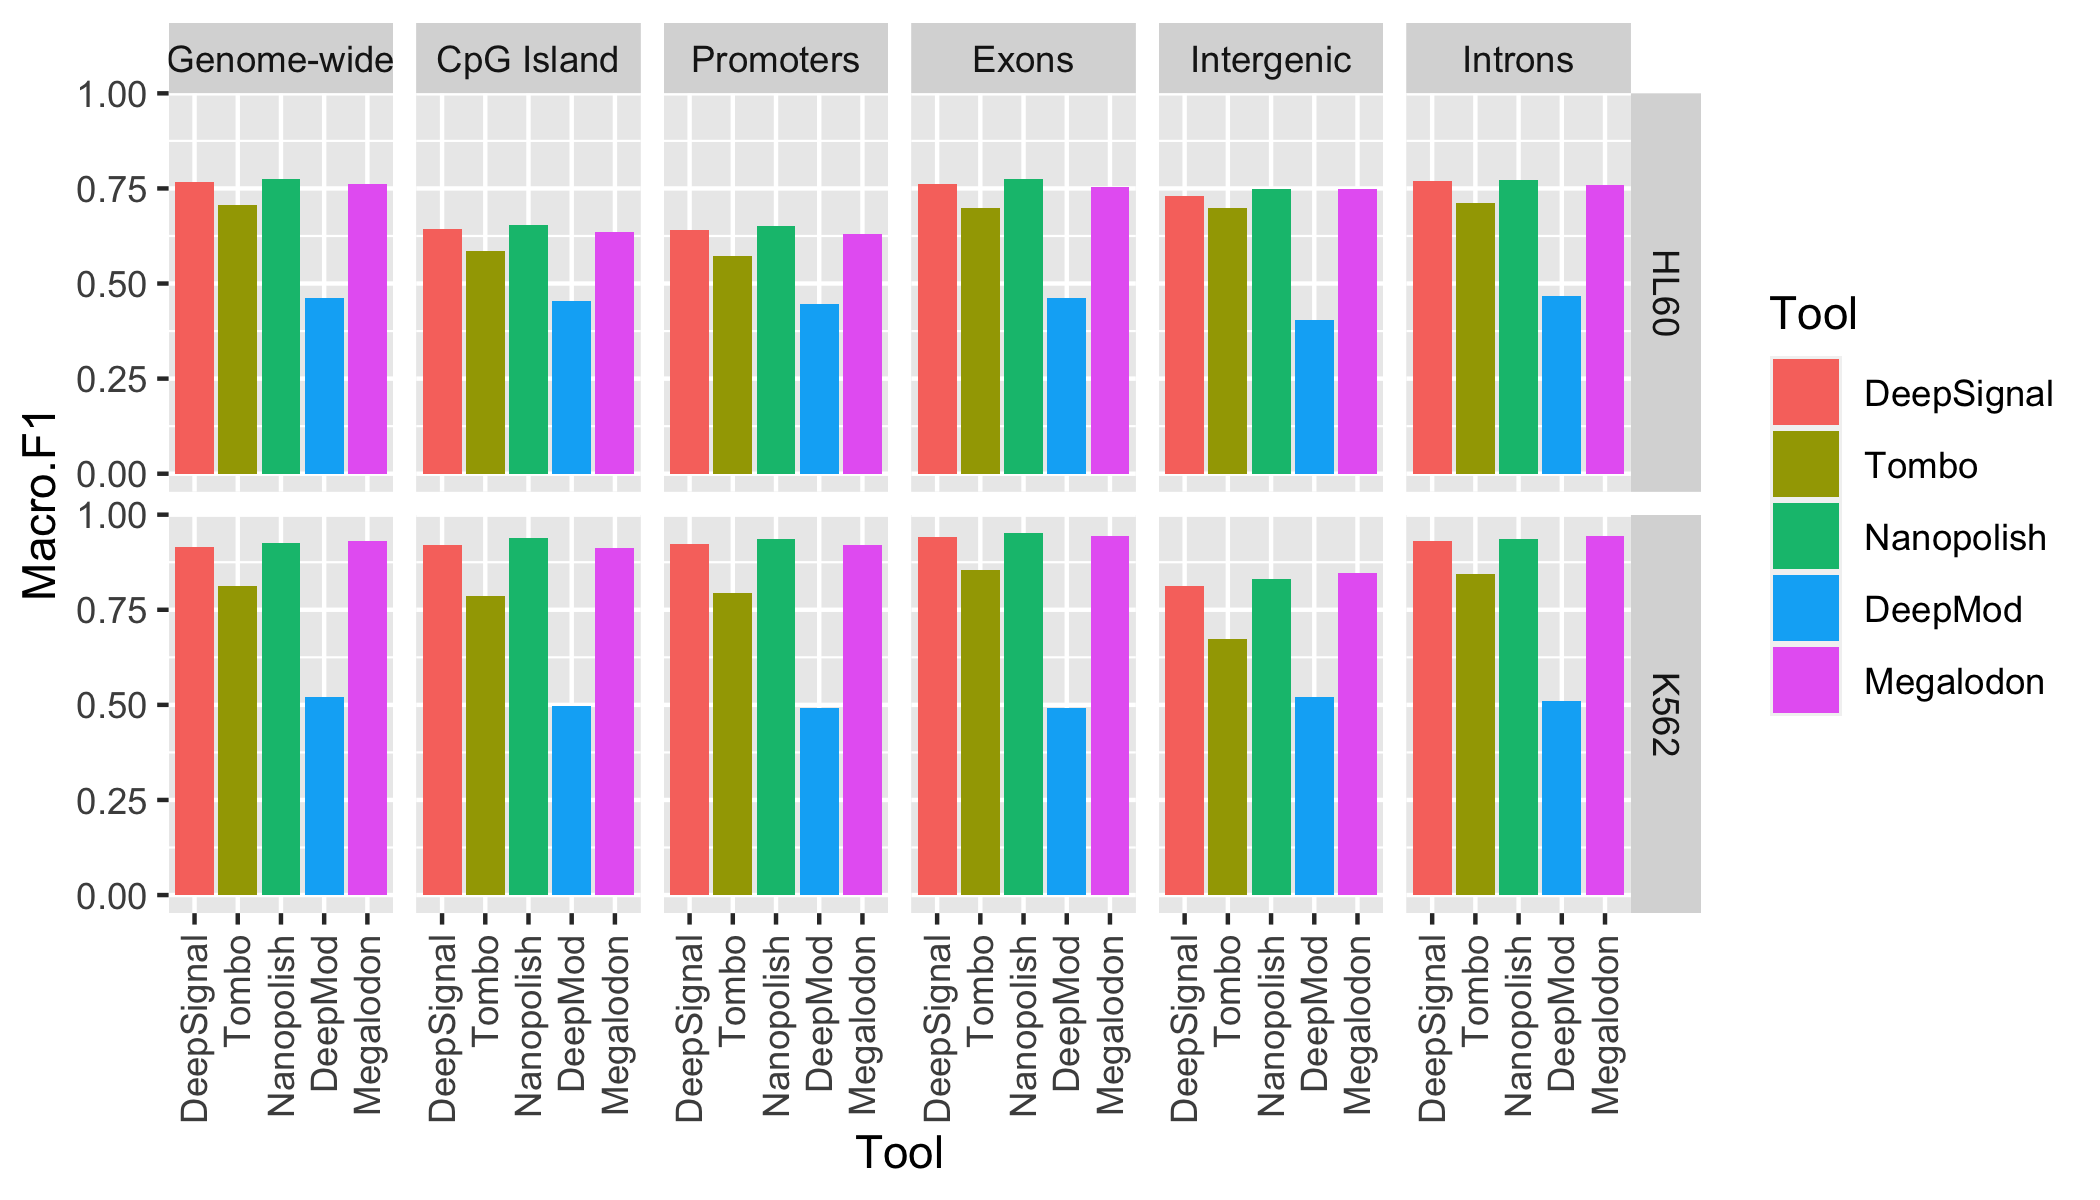 Genome-wide CpG Island Promoters Exons Intergenic Introns
1.00
0.75
0.50
0.25
0.00
HL60
1.00
0.75
0.50
0.25
0.00
K562
Macro.F1
DeepSignal
Tombo
Nanopolish
DeepMod
Megalodon
DeepSignal
Tombo
Nanopolish
DeepMod
Megalodon
DeepSignal
Tombo
Nanopolish
DeepMod
Megalodon
DeepSignal
Tombo
Nanopolish
DeepMod
Megalodon
DeepSignal
Tombo
Nanopolish
DeepMod
Megalodon
DeepSignal
Tombo
Nanopolish
DeepMod
Megalodon
Tool
Tool
DeepSignal
Tombo
Nanopolish
DeepMod
Megalodon